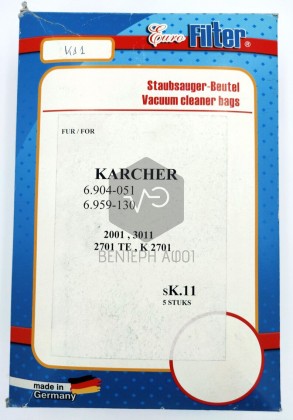 Euro Filter®
KS1
Staubsauger-Beutel
Vacuum cleaner bags
FUR / FOR
KARCHER
6.904-051
6.959-130
2001 , 3011
2701 TE , K 2701
ΒΕΝΙΕΡΗ ΑΦΟΙ
sK.11
5 STUKS
made in
Germany